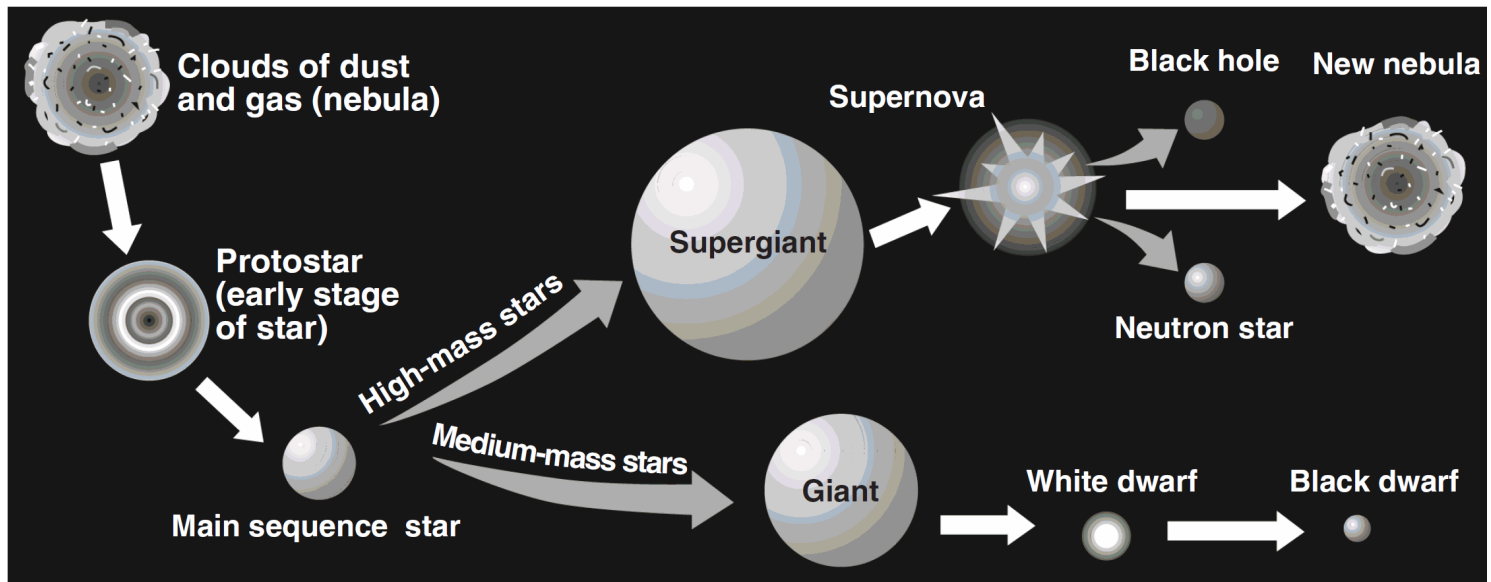 Clouds of dust
and gas (nebula)
Protostar
(early stage
of star)
Main sequence star
High-mass stars
Medium-mass stars
Supergiant
Supernova
Black hole
New nebula
Neutron star
Giant
White dwarf
Black dwarf